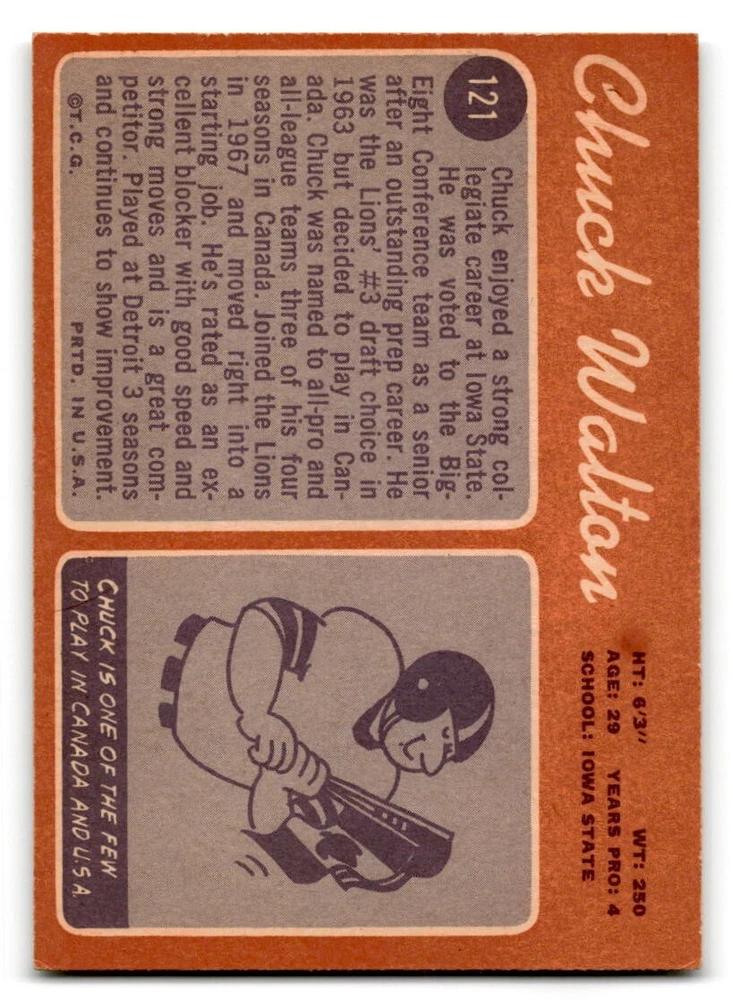 Chuck Walton
HT: 6'3" WT: 250
AGE: 29 YEARS PRO: 4
SCHOOL: IOWA STATE
121
Chuck enjoyed a strong col-
legiate career at Iowa State.
He was voted to the Big-
Eight Conference team as a senior
after an outstanding prep career. He
was the Lions' #3 draft choice in
1963 but decided to play in Can-
ada. Chuck was named to all-pro and
all-league teams three of his four
seasons in Canada. Joined the Lions
in 1967 and moved right into a
starting job. He's rated as an ex-
cellent blocker with good speed and
strong moves and is a great com-
petitor. Played at Detroit 3 seasons
and continues to show improvement.
©T.C.G. PRTD. IN U.S.A.
CHUCK IS ONE OF THE FEW
TO PLAY IN CANADA AND U.S.A.